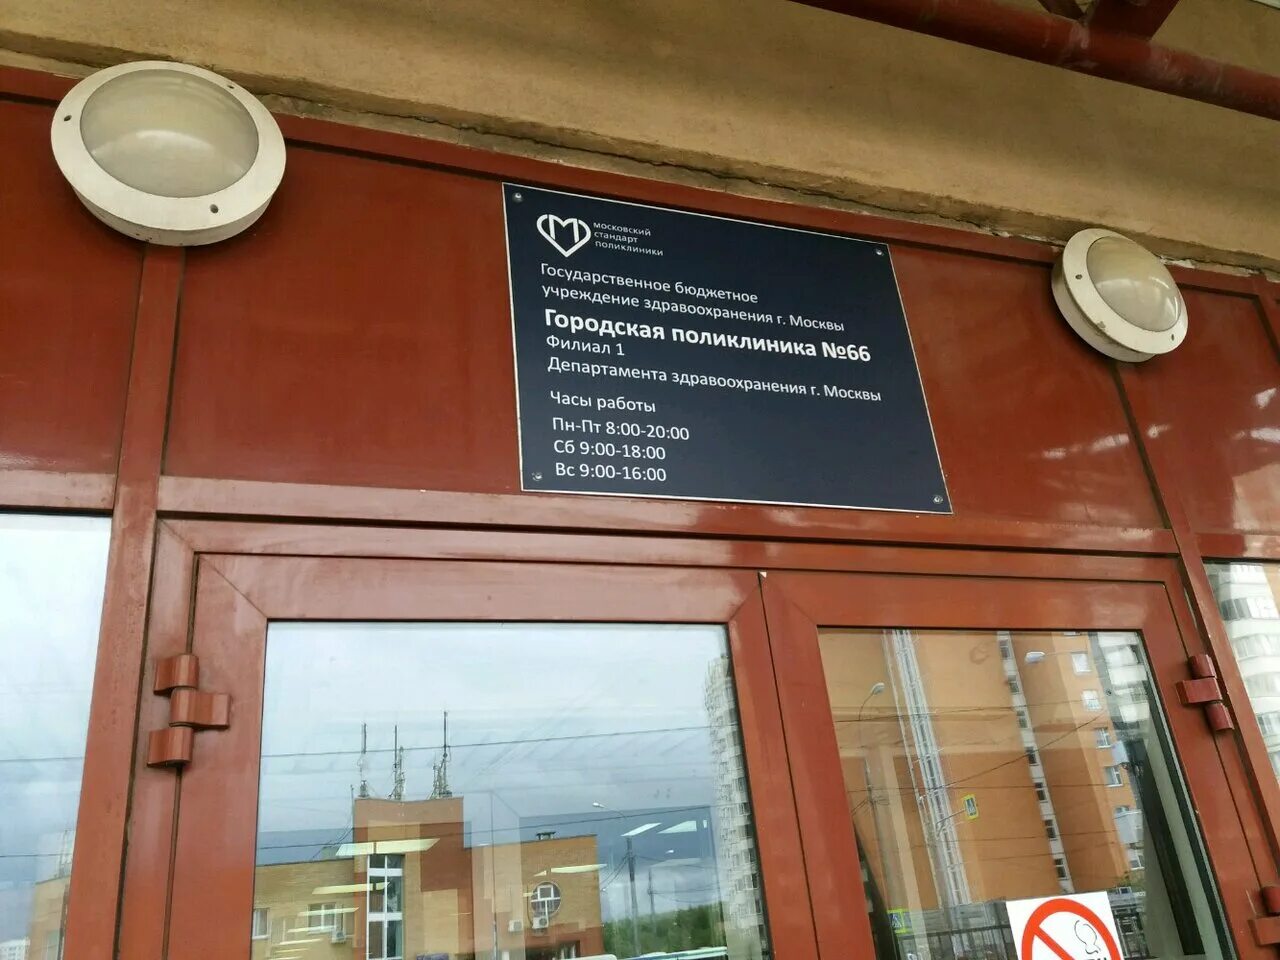 московский
стандарт
поликлиники
Государственное бюджетное
учреждение здравоохранения г. Москвы
Городская поликлиника №66
Филиал 1
Департамента здравоохранения г. Москвы
Часы работы
Пн-Пт 8:00-20:00
Сб 9:00-18:00
Вс 9:00-16:00